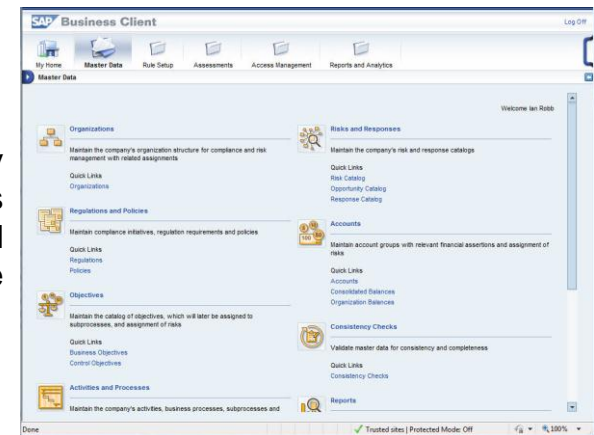 SAP Business Client
Log Off
My Home
Master Data
Rule Setup
Assessments
Access Management
Reports and Analytics
Master Data
Welcome Ian Robb
Organizations
Maintain the company's organization structure for compliance and risk
management with related assignments
Quick Links
Organizations
Regulations and Policies
Maintain compliance initiatives, regulation requirements and policies
Quick Links
Regulations
Policies
Objectives
Maintain the catalog of objectives, which will later be assigned to
subprocesses, and assignment of risks
Quick Links
Business Objectives
Control Objectives
Activities and Processes
Maintain the company's activities, business processes, subprocesses and
Risks and Responses
Maintain the company's risk and response catalogs
Quick Links
Risk Catalog
Opportunity Catalog
Response Catalog
Accounts
Maintain account groups with relevant financial assertions and assignment of
risks
Quick Links
Accounts
Consolidated Balances
Organization Balances
Consistency Checks
Validate master data for consistency and completeness
Quick Links
Consistency Checks
Reports
Done
Trusted sites | Protected Mode: Off
100%